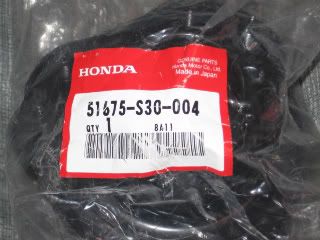 GENUINE PARTS
Honda Motor Co., Ltd.
Made in Japan
HONDA
51675-S30-004
QTY 1 BA11